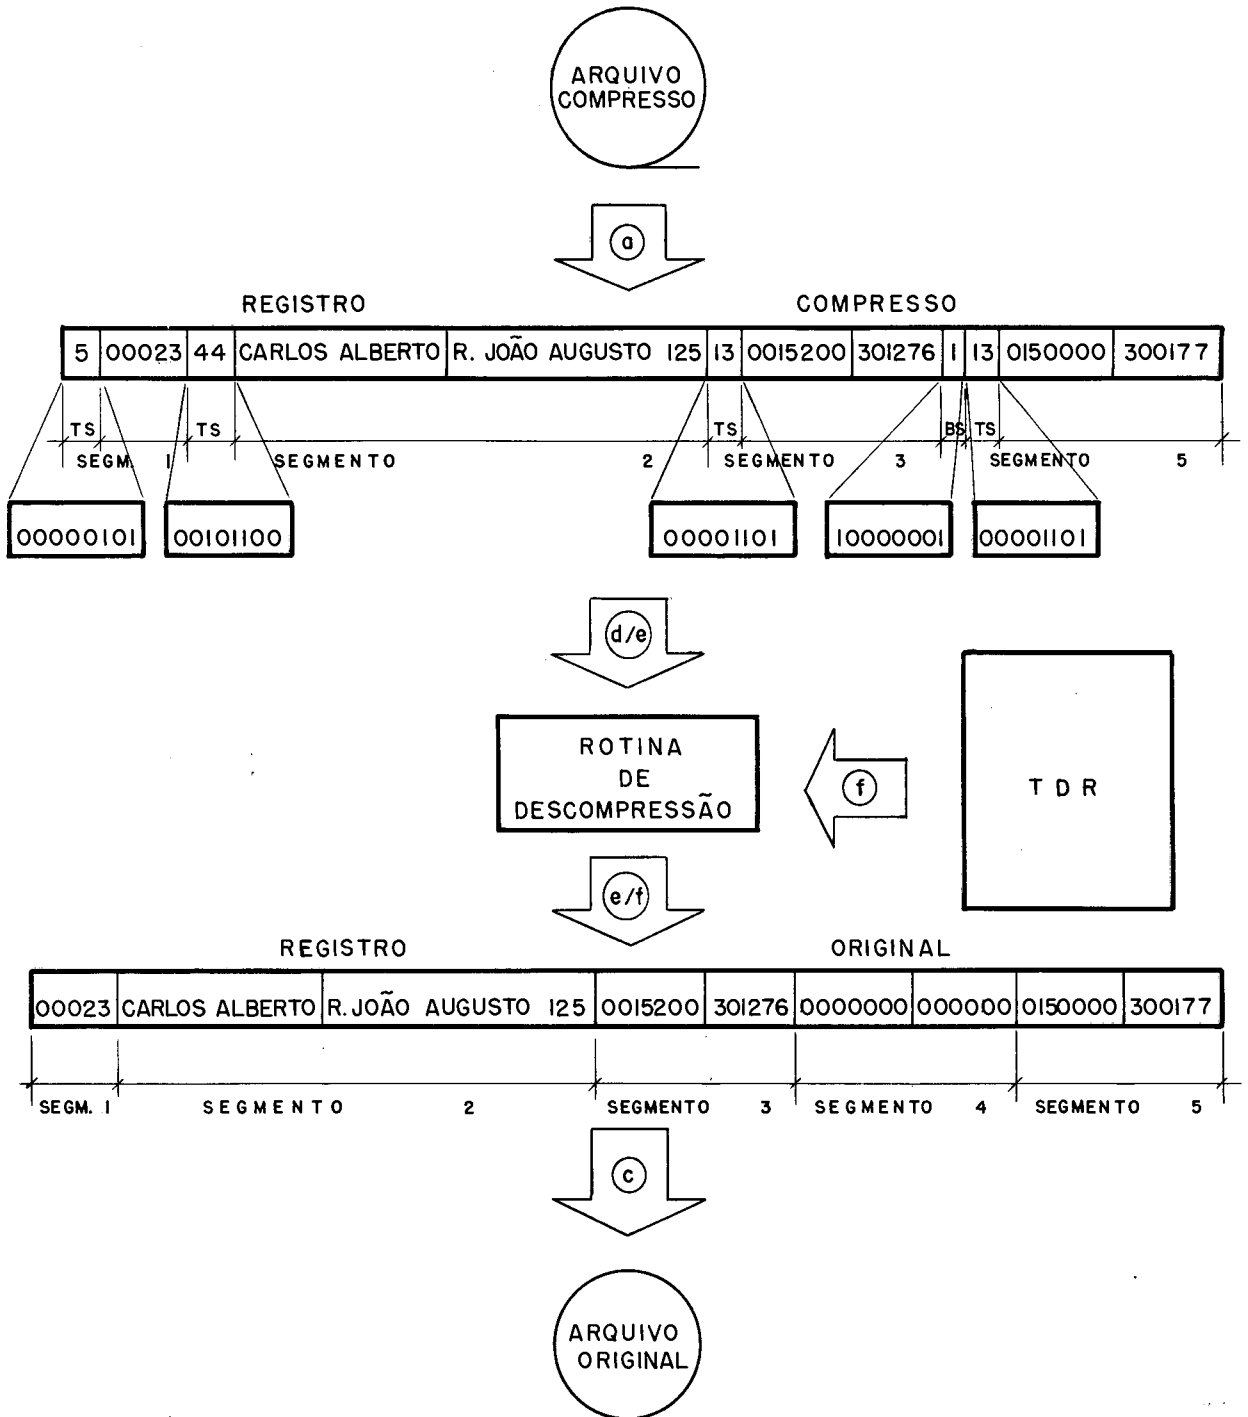 ARQUIVO
COMPRESSO
a
REGISTRO COMPRESSO
5 00023 44 CARLOS ALBERTO R. JOÃO AUGUSTO 125 13 0015200 301276 1 13 0150000 300177
TS TS TS BS TS
SEGM. 1 SEGMENTO 2 SEGMENTO 3 SEGMENTO 5
00000101 00101100 00001101 10000001 00001101
d/e
ROTINA
DE
DESCOMPRESSÃO
f
TDR
e/f
REGISTRO ORIGINAL
00023 CARLOS ALBERTO R. JOÃO AUGUSTO 125 0015200 301276 0000000 000000 0150000 300177
SEGM. 1 SEGMENTO 2 SEGMENTO 3 SEGMENTO 4 SEGMENTO 5
c
ARQUIVO
ORIGINAL